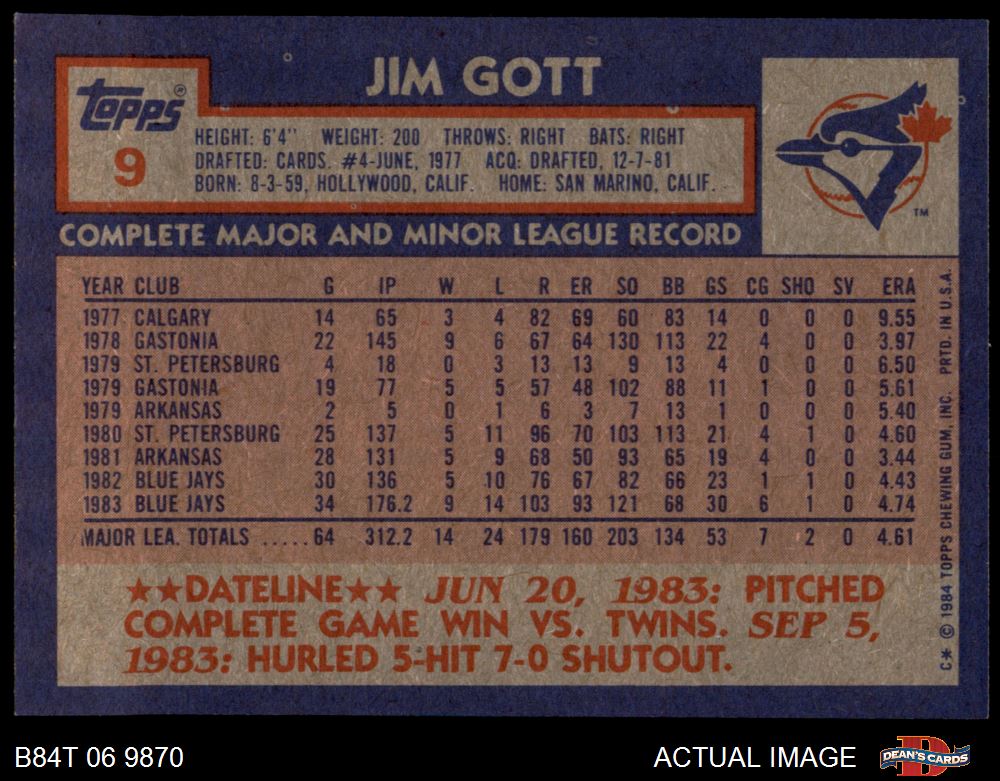 JIM GOTT
Topps®
9
HEIGHT: 6'4" WEIGHT: 200 THROWS: RIGHT BATS: RIGHT
DRAFTED: CARDS. #4-JUNE, 1977 ACQ: DRAFTED, 12-7-81
BORN: 8-3-59, HOLLYWOOD, CALIF. HOME: SAN MARINO, CALIF.
TM
COMPLETE MAJOR AND MINOR LEAGUE RECORD
YEAR CLUB G IP W L R ER SO BB GS CG SHO SV ERA
1977 CALGARY 14 65 3 4 82 69 60 83 14 0 0 0 9.55
1978 GASTONIA 22 145 9 6 67 64 130 113 22 4 0 0 3.97
1979 ST. PETERSBURG 4 18 0 3 13 13 9 13 4 0 0 0 6.50
1979 GASTONIA 19 77 5 5 57 48 102 88 11 1 0 0 5.61
1979 ARKANSAS 2 5 0 1 6 3 7 13 1 0 0 0 5.40
1980 ST. PETERSBURG 25 137 5 11 96 70 103 113 21 4 1 0 4.60
1981 ARKANSAS 28 131 5 9 68 50 93 65 19 4 0 0 3.44
1982 BLUE JAYS 30 136 5 10 76 67 82 66 23 1 1 0 4.43
1983 BLUE JAYS 34 176.2 9 14 103 93 121 68 30 6 1 0 4.74
MAJOR LEA. TOTALS .....64 312.2 14 24 179 160 203 134 53 7 2 0 4.61
★★DATELINE★★ JUN 20, 1983: PITCHED
COMPLETE GAME WIN VS. TWINS. SEP 5,
1983: HURLED 5-HIT 7-0 SHUTOUT.
C* © 1984 TOPPS CHEWING GUM, INC. PRTD. IN U.S.A.
B84T 06 9870
ACTUAL IMAGE
DEAN'S CARDS